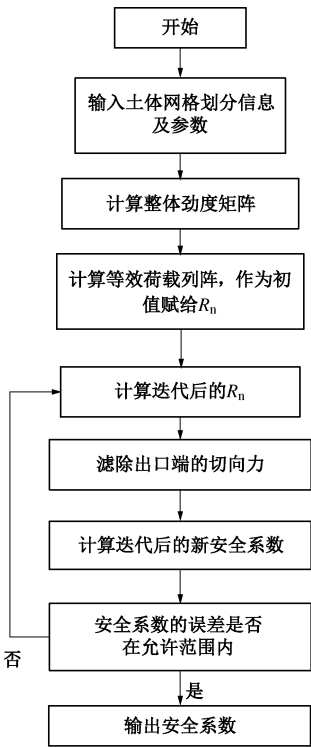 开始
输入土体网格划分信息
及参数
计算整体劲度矩阵
计算等效荷载列阵，作为初
值赋给Rn
计算迭代后的Rn
滤除出口端的切向力
计算迭代后的新安全系数
安全系数的误差是否
在允许范围内
否
是
输出安全系数